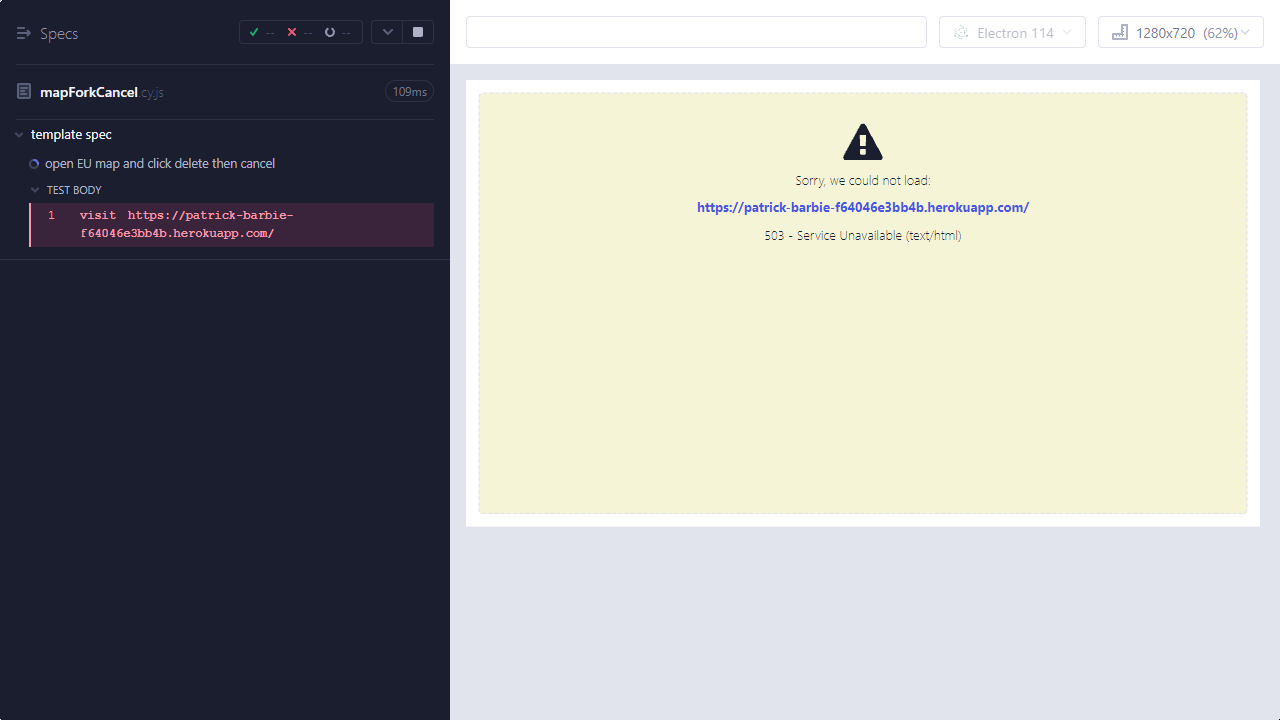 Specs
--
--
--
Electron 114
1280x720 (62%)
mapForkCancel.cy.js
109ms
template spec
open EU map and click delete then cancel
TEST BODY
1 visit https://patrick-barbie-
f64046e3bb4b.herokuapp.com/
Sorry, we could not load:
https://patrick-barbie-f64046e3bb4b.herokuapp.com/
503 - Service Unavailable (text/html)